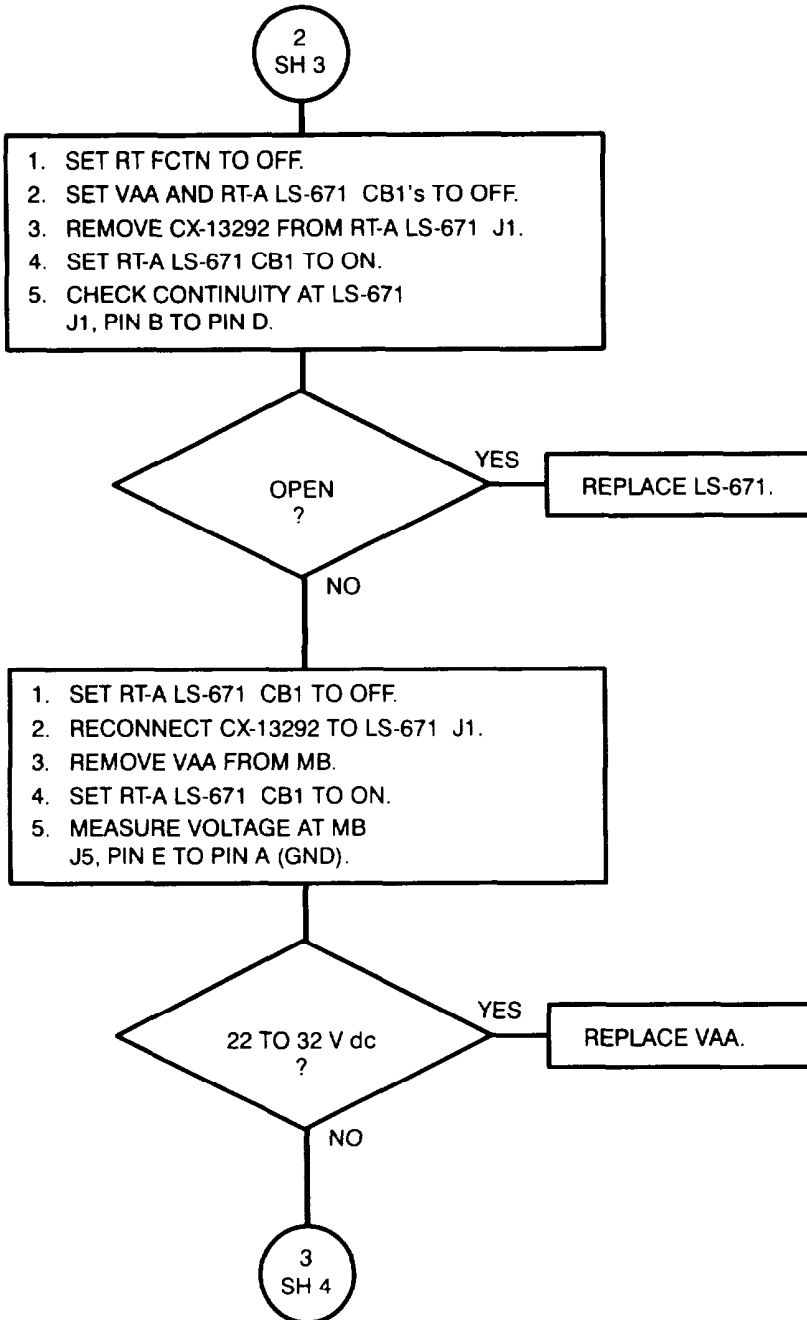 2
SH 3
1. SET RT FCTN TO OFF.
2. SET VAA AND RT-A LS-671 CB1's TO OFF.
3. REMOVE CX-13292 FROM RT-A LS-671 J1.
4. SET RT-A LS-671 CB1 TO ON.
5. CHECK CONTINUITY AT LS-671
J1, PIN B TO PIN D.
OPEN
?
YES
REPLACE LS-671.
NO
1. SET RT-A LS-671 CB1 TO OFF.
2. RECONNECT CX-13292 TO LS-671 J1.
3. REMOVE VAA FROM MB.
4. SET RT-A LS-671 CB1 TO ON.
5. MEASURE VOLTAGE AT MB
J5, PIN E TO PIN A (GND).
22 TO 32 V dc
?
YES
REPLACE VAA.
NO
3
SH 4